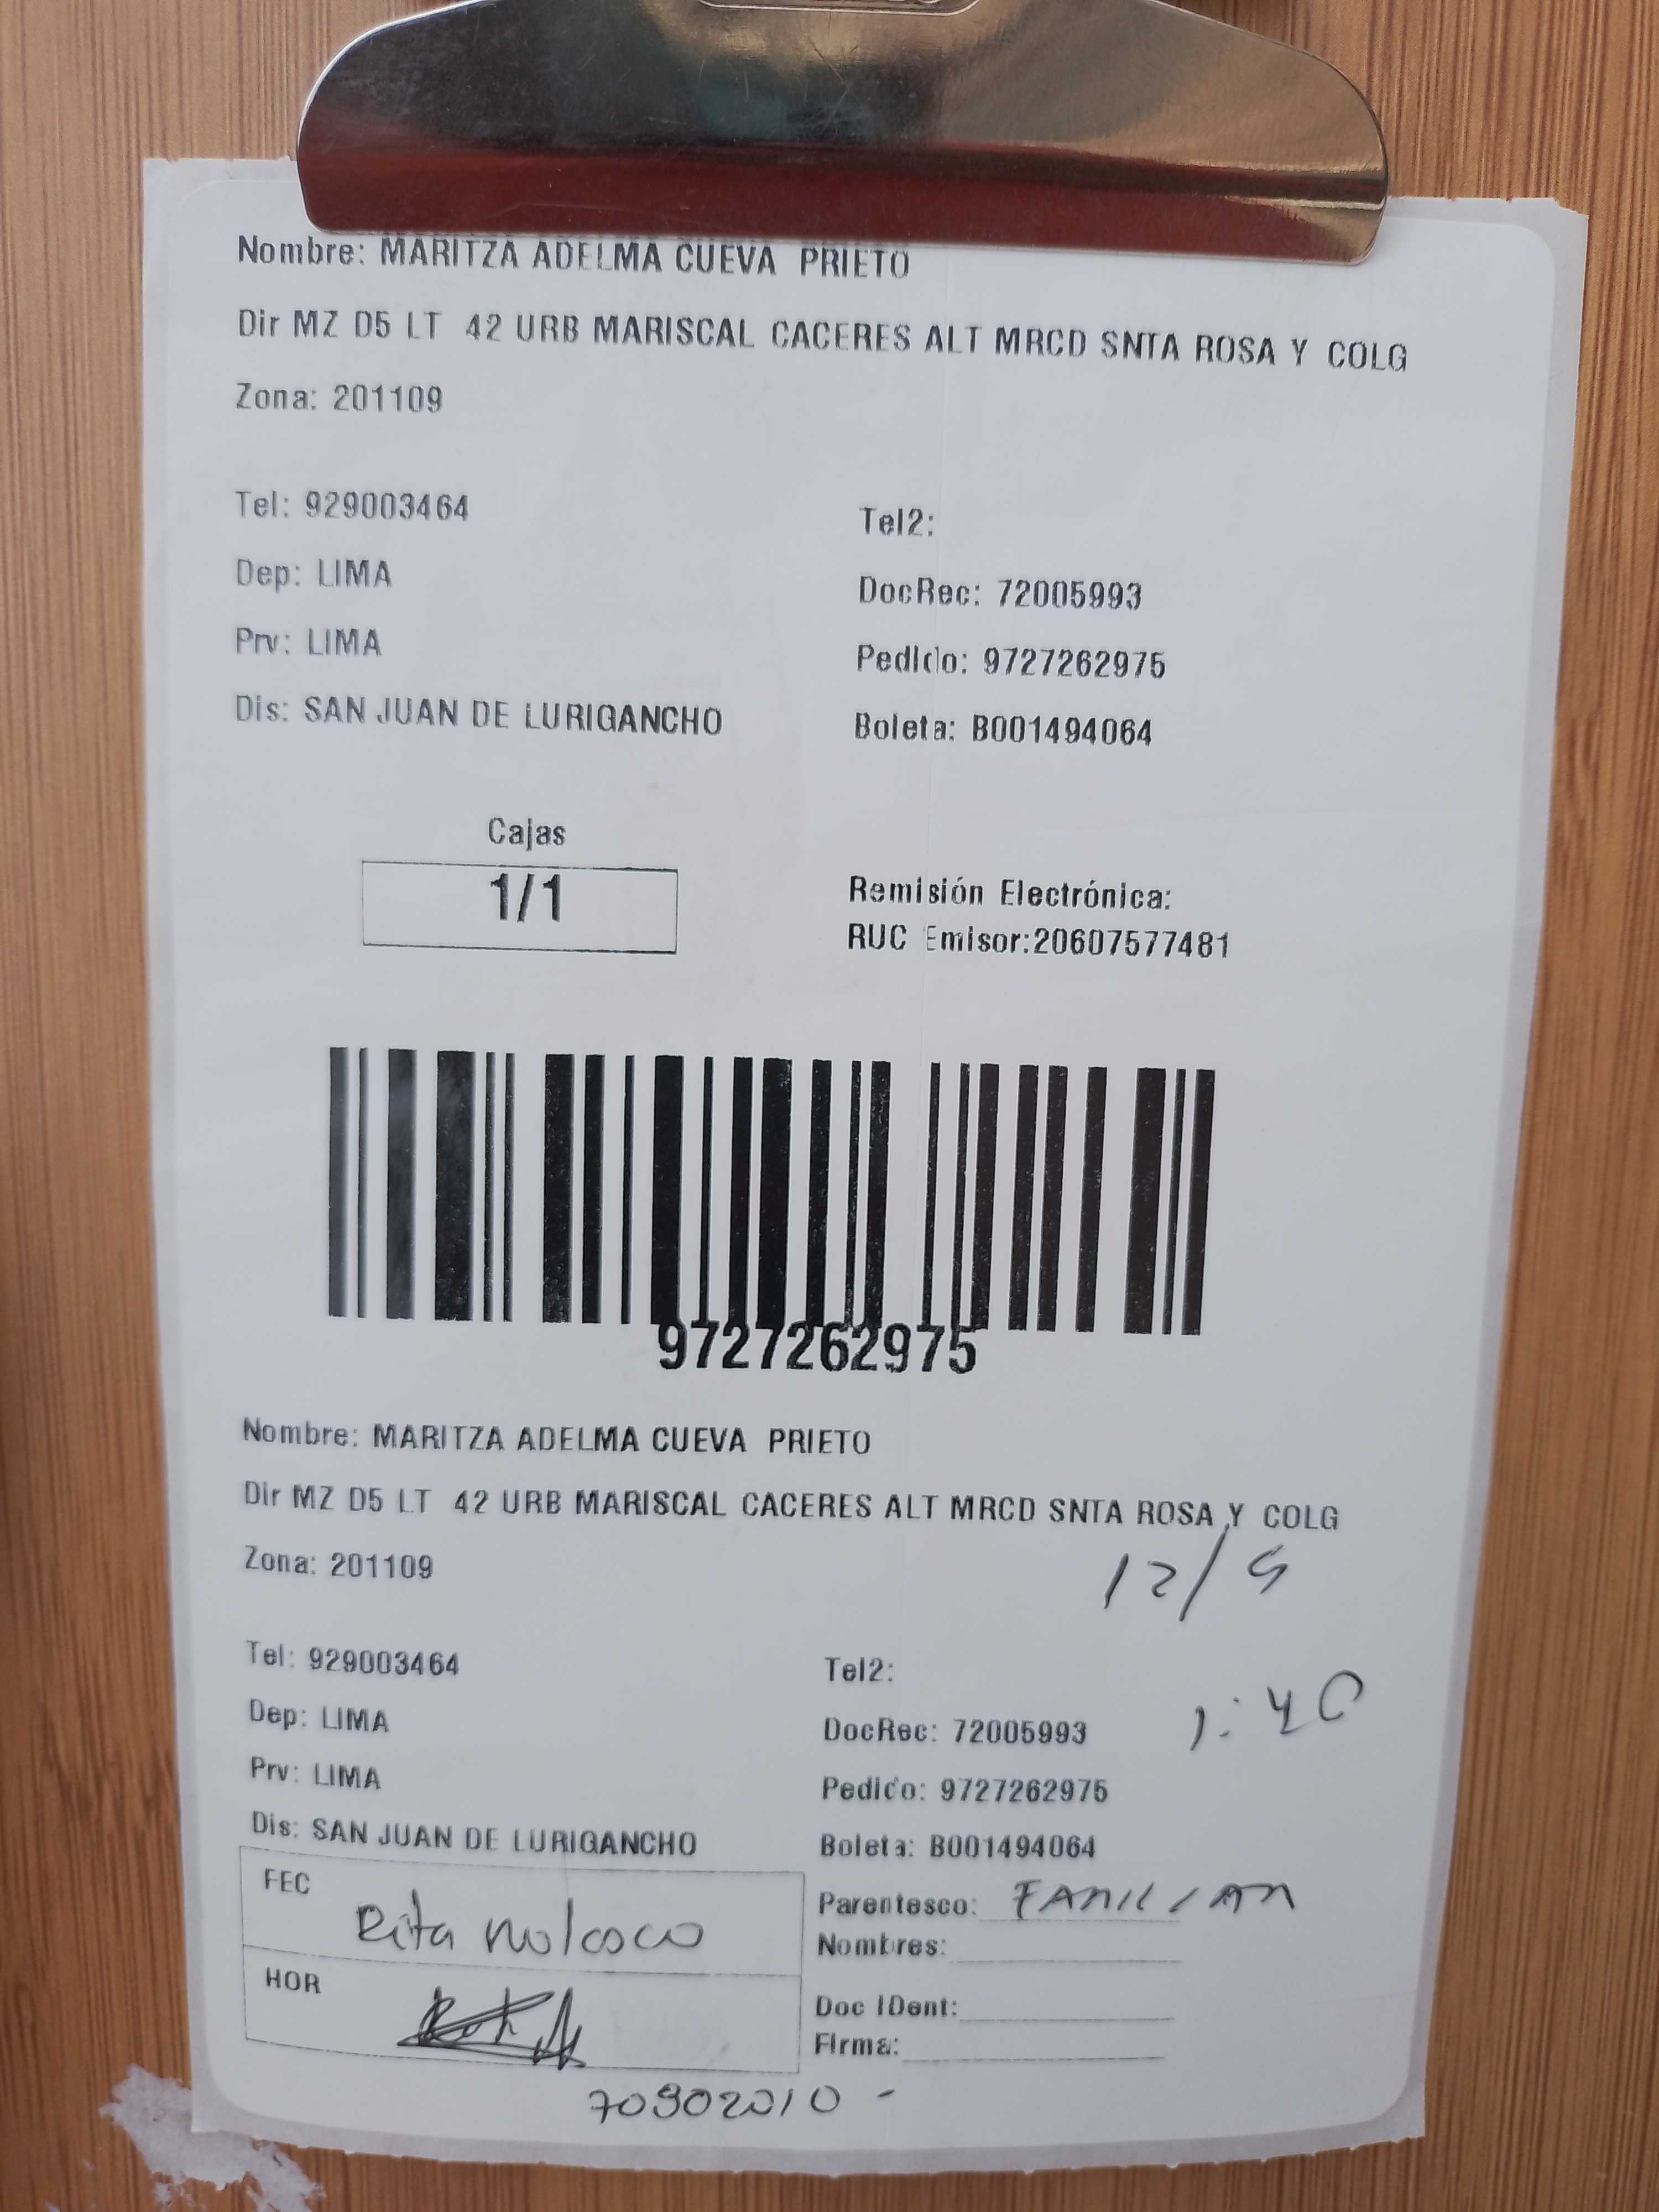 Nombre: MARITZA ADELMA CUEVA PRIETO
Dir MZ D5 LT 42 URB MARISCAL CACERES ALT MRCD SNTA ROSA Y COLG
Zona: 201109
Tel: 929003464
Tel2:
Dep: LIMA
DocRec: 72005993
Prv: LIMA
Pedido: 9727262975
Dis: SAN JUAN DE LURIGANCHO
Boleta: B001494064
Cajas
1/1
Remisión Electrónica:
RUC Emisor:20607577481
9727262975
Nombre: MARITZA ADELMA CUEVA PRIETO
Dir MZ D5 LT 42 URB MARISCAL CACERES ALT MRCD SNTA ROSA Y COLG
Zona: 201109
12/9
Tel: 929003464
Tel2:
Dep: LIMA
DocRec: 72005993
1:40
Prv: LIMA
Pedido: 9727262975
Dis: SAN JUAN DE LURIGANCHO
Boleta: B001494064
FEC
Rita
Parentesco: FAMILIAR
Nombres:
HOR
Doc IDent:
Firma:
70902010 -